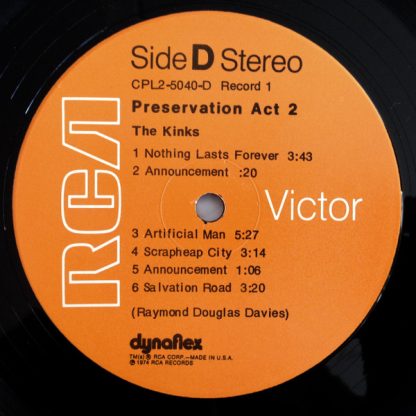 Side D Stereo
CPL2-5040-D Record 1
Preservation Act 2
The Kinks
1 Nothing Lasts Forever 3:43
2 Announcement :20
RCA
Victor
3 Artificial Man 5:27
4 Scrapheap City 3:14
5 Announcement 1:06
6 Salvation Road 3:20
(Raymond Douglas Davies)
dynaflex
TM(s) ® RCA CORP.—MADE IN U.S.A.
℗ 1974 RCA RECORDS